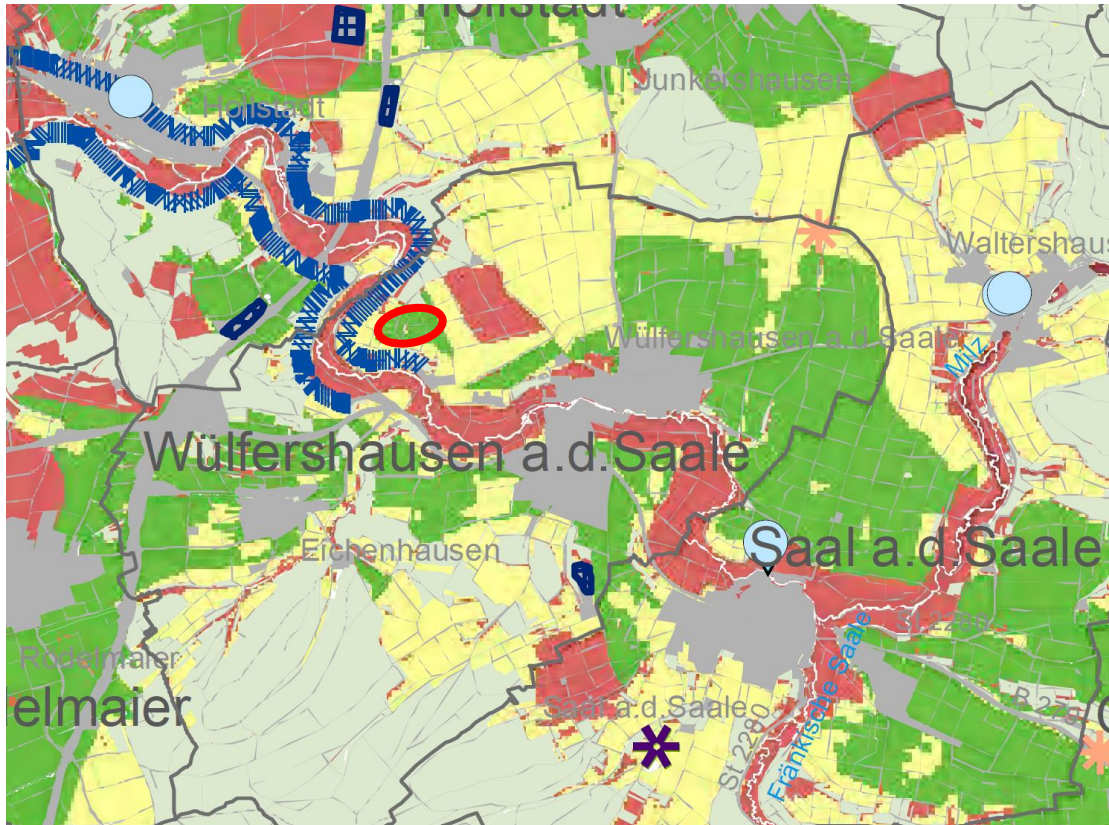 Hollstadt
Junkershausen
Hollstadt
Waltershaus
Wülfershausen a.d.Saale
Milz
Wülfershausen a.d.Saale
Saal a.d.Saale
Eichenhausen
St 2280
Rödelmaier
elmaier
Fränkische Saale
Saal a.d.Saale
St 2280
B 279